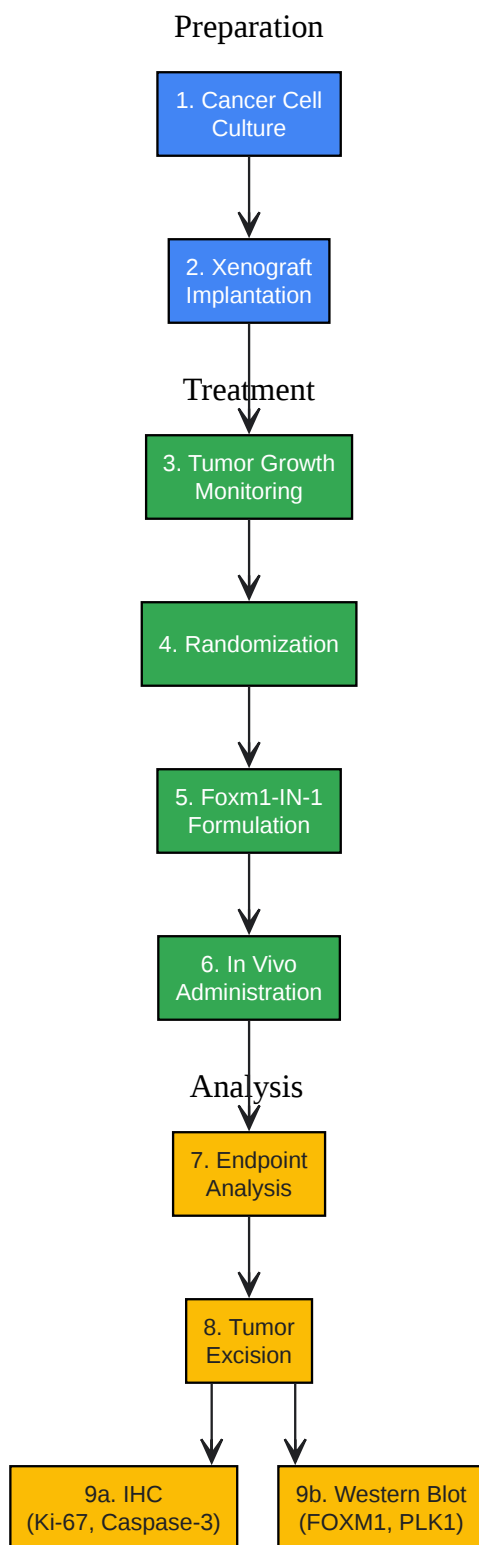 Preparation
1. Cancer Cell
Culture
2. Xenograft
Implantation
Treatment
3. Tumor Growth
Monitoring
4. Randomization
5. Foxm1-IN-1
Formulation
6. In Vivo
Administration
Analysis
7. Endpoint
Analysis
8. Tumor
Excision
9a. IHC
(Ki-67, Caspase-3)
9b. Western Blot
(FOXM1, PLK1)